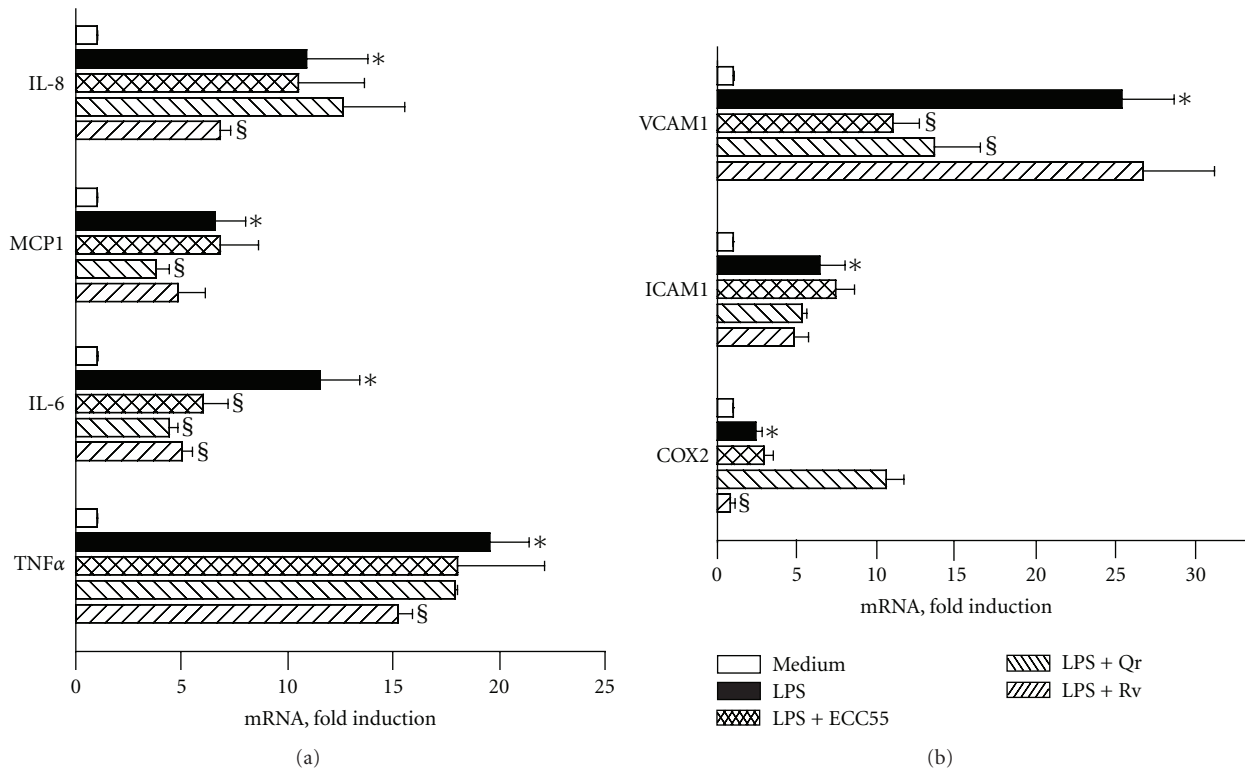 IL-8
*
§
MCP1
*
§
IL-6
*
§
§
§
TNFα
*
§
0 5 10 15 20 25
mRNA, fold induction
(a)
VCAM1
*
§
§
ICAM1
*
COX2
*
§
0 5 10 15 20 25 30
mRNA, fold induction
Medium
LPS
LPS + ECC55
LPS + Qr
LPS + Rv
(b)